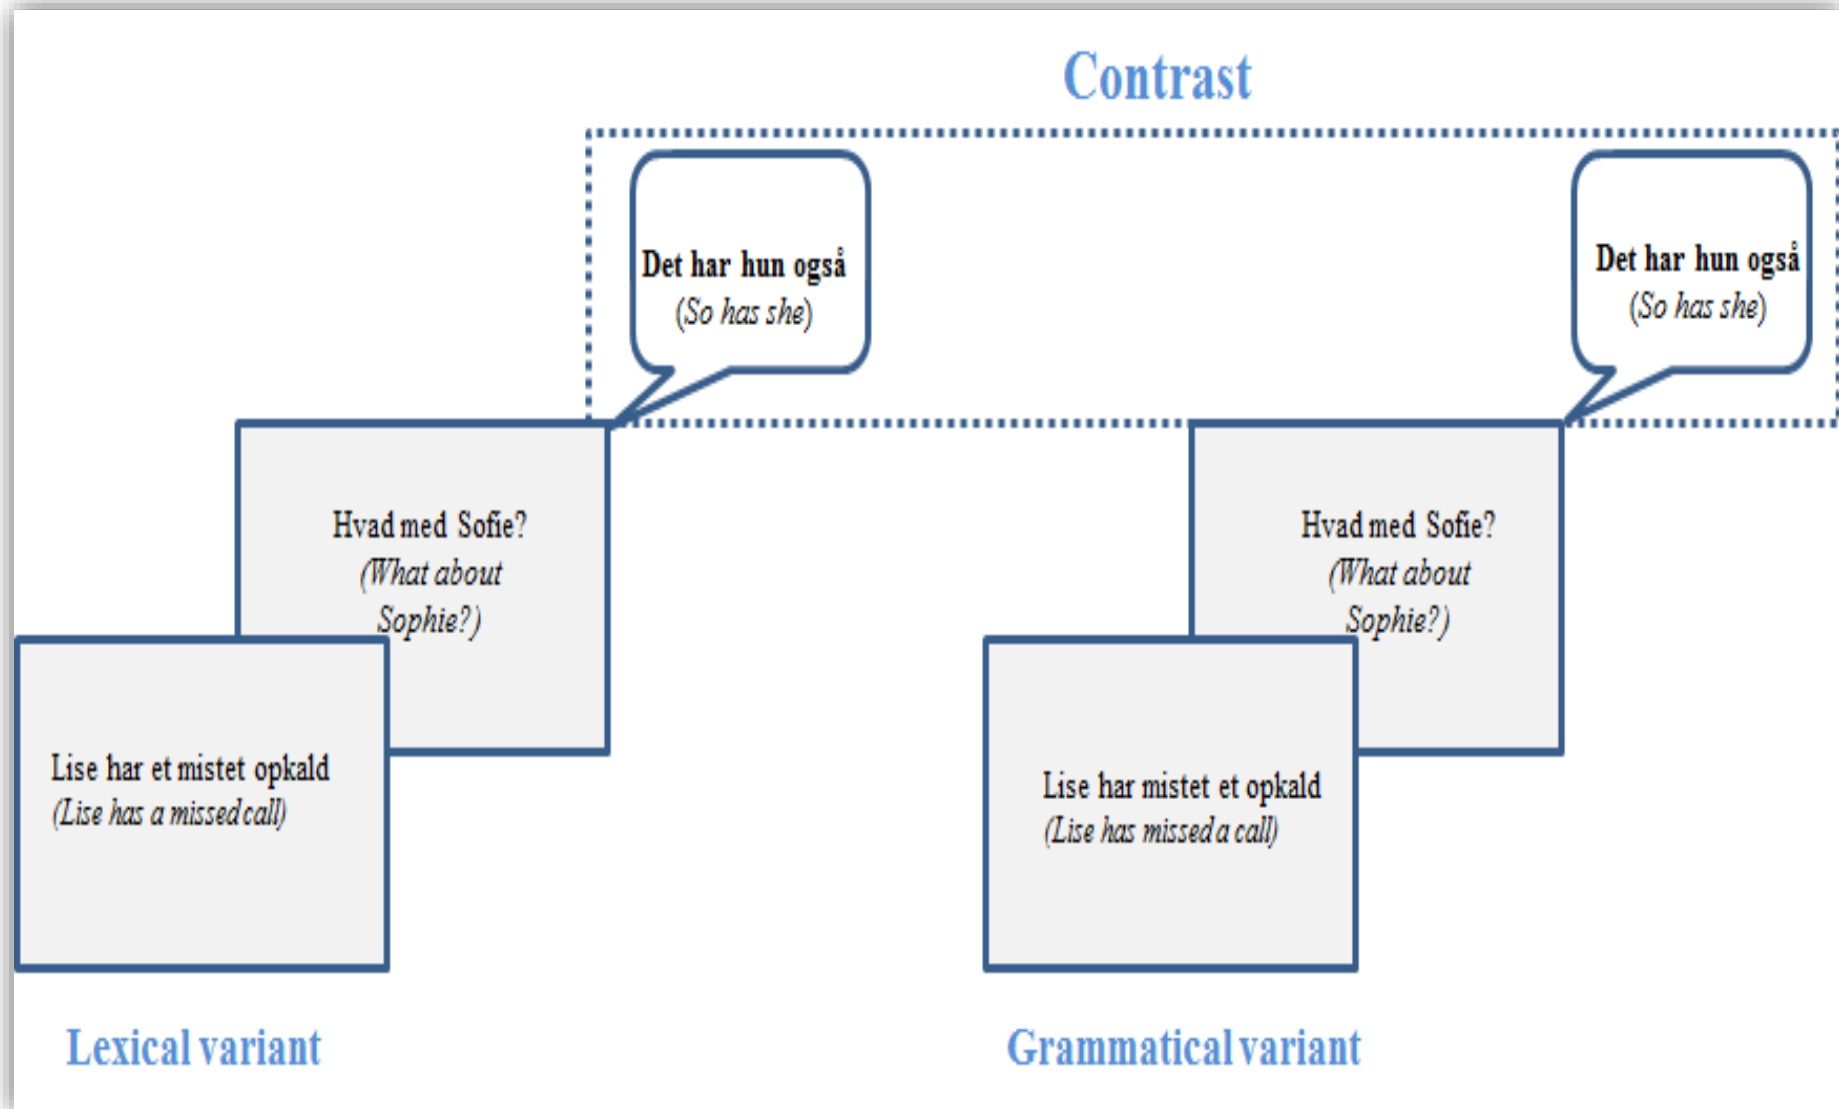 Contrast
Det har hun også
(So has she)
Det har hun også
(So has she)
Hvad med Sofie?
(What about
Sophie?)
Hvad med Sofie?
(What about
Sophie?)
Lise har et mistet opkald
(Lise has a missed call)
Lise har mistet et opkald
(Lise has missed a call)
Lexical variant
Grammatical variant